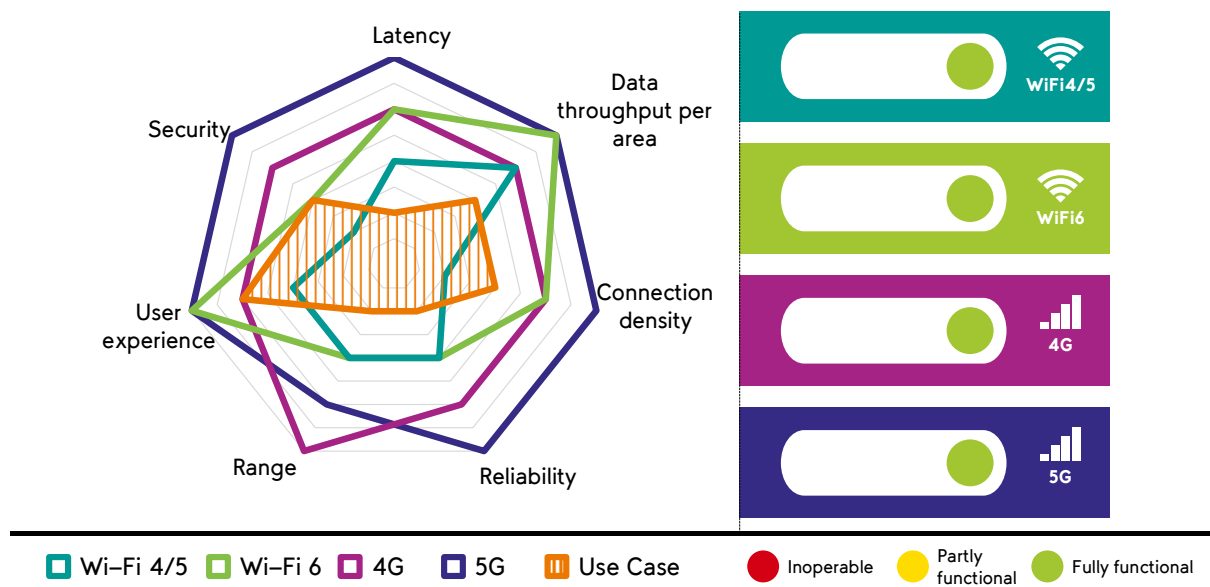 Latency
Data
throughput per
area
Security
Connection
density
User
experience
Range
Reliability
WiFi4/5
WiFi6
4G
5G
Wi–Fi 4/5
Wi–Fi 6
4G
5G
Use Case
Inoperable
Partly
functional
Fully functional